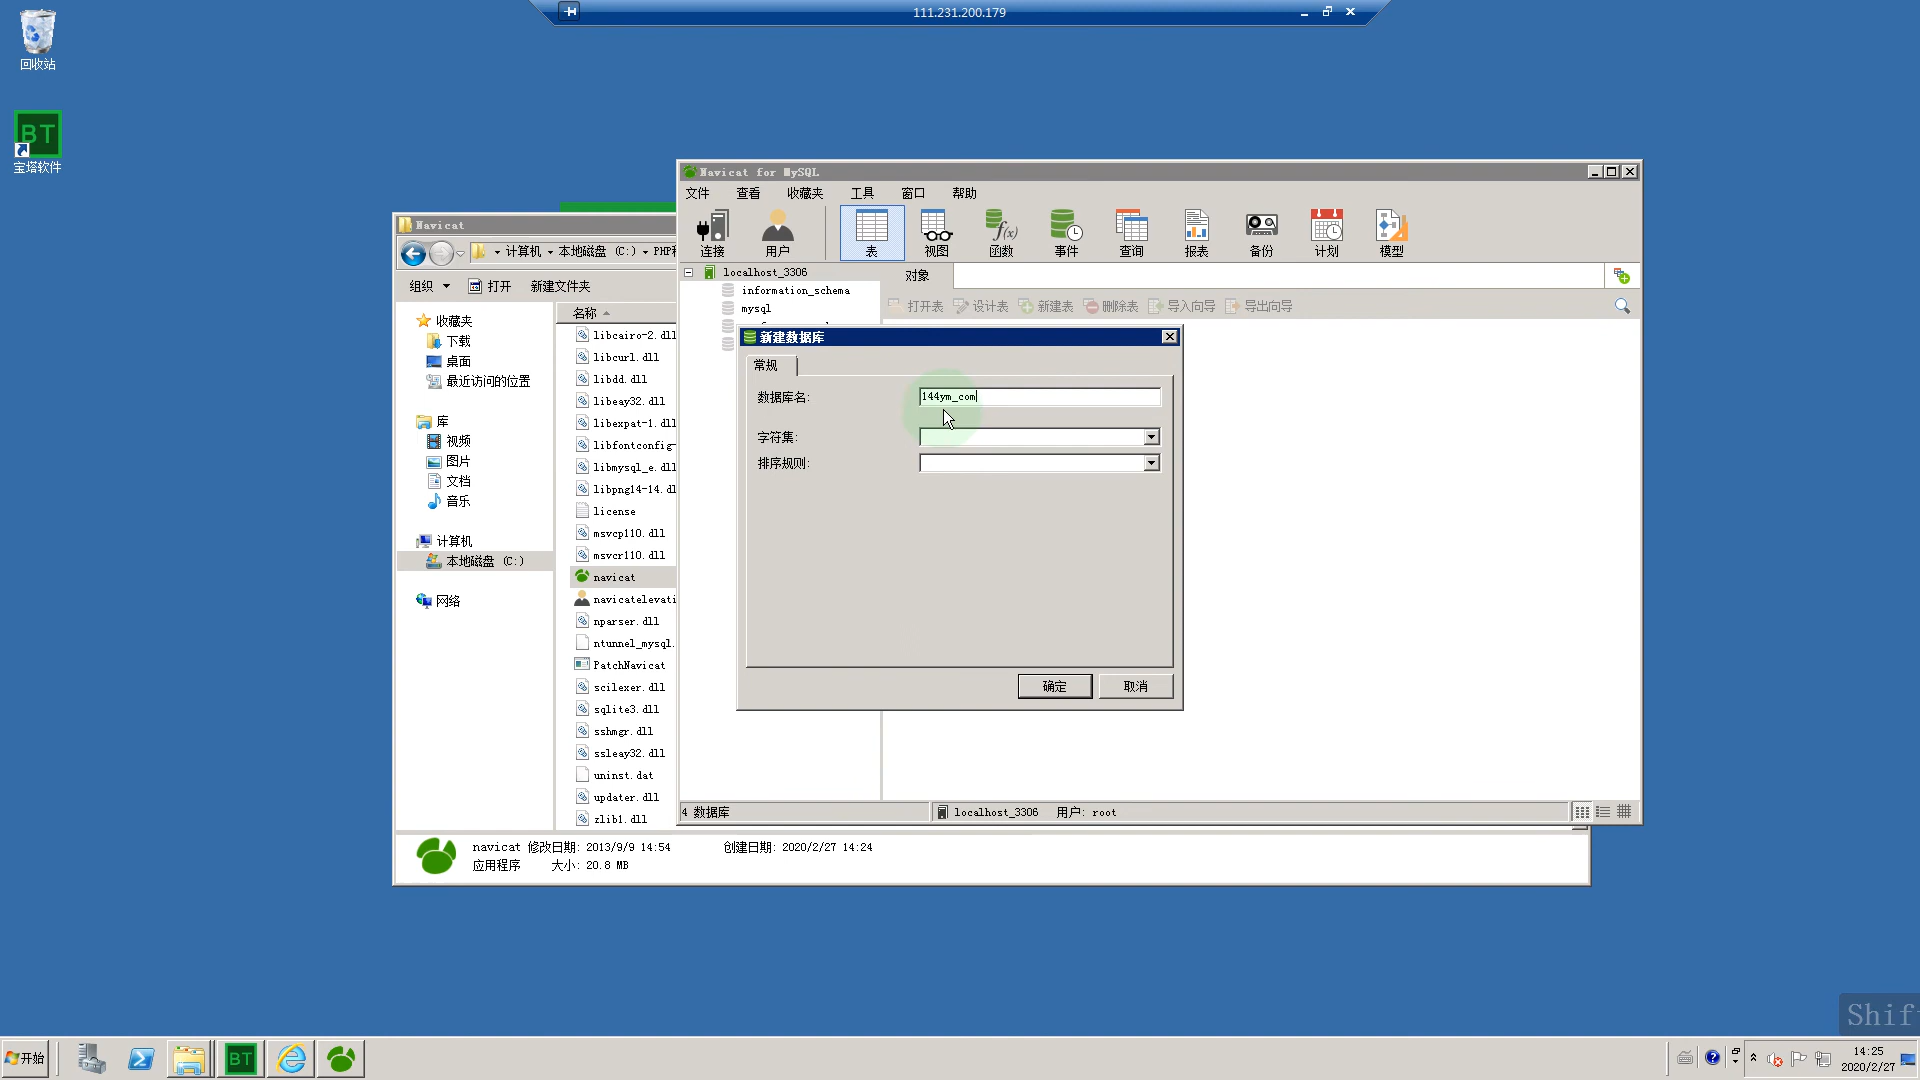 111.231.200.179
回收站
BT
宝塔软件
Navicat
计算机 本地磁盘 (C:)
组织 打开 新建文件夹
名称
收藏夹
下载
桌面
最近访问的位置
库
视频
图片
文档
音乐
计算机
本地磁盘 (C:)
网络
libcairo-2.dll
libcurl.dll
libdd.dll
libeay32.dll
libexpat-1.dll
libfontconfig-
libmysql_e.dll
libpng14-14.dl
license
msvcp110.dll
msvcr110.dll
navicat
navicatelevati
nparser.dll
ntunnel_mysql.
PatchNavicat
scilexer.dll
sqlite3.dll
sshmgr.dll
ssleay32.dll
uninst.dat
updater.dll
zlib1.dll
navicat 修改日期: 2013/9/9 14:54 创建日期: 2020/2/27 14:24
应用程序 大小: 20.8 MB
Navicat for MySQL
文件 查看 收藏夹 工具 窗口 帮助
连接 用户 表 视图 函数 事件 查询 报表 备份 计划 模型
localhost_3306
information_schema
mysql
对象
打开表 设计表 新建表 删除表 导入向导 导出向导
新建数据库
常规
数据库名: 144ym_com
字符集:
排序规则:
确定 取消
4 数据库 localhost_3306 用户: root
Shif
开始
BT
14:25
2020/2/27